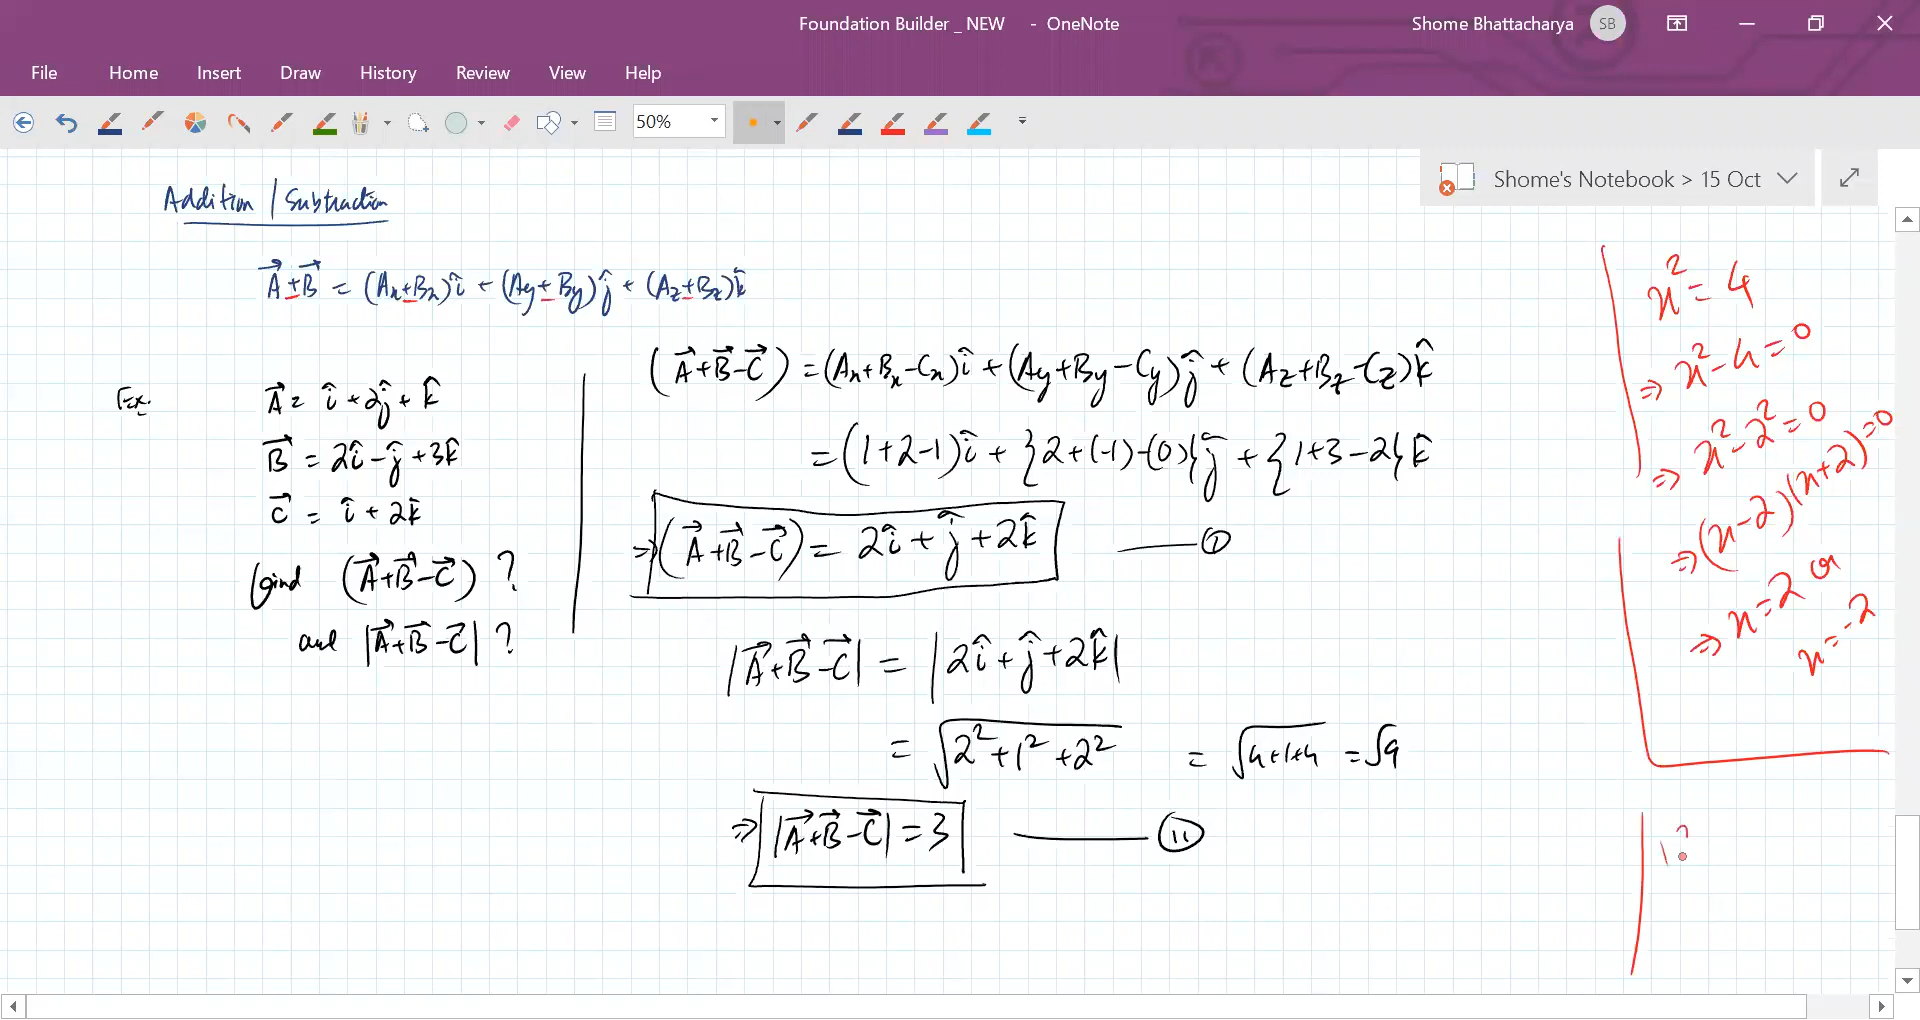 Foundation Builder _ NEW - OneNote
Shome Bhattacharya SB
File Home Insert Draw History Review View Help
50%
Shome's Notebook > 15 Oct
Addition | Subtraction
A⃗±B⃗ = (Ax±Bx)î + (Ay±By)ĵ + (Az±Bz)k̂
Ex.
A⃗ = î + 2ĵ + k̂
B⃗ = 2î - ĵ + 3k̂
C⃗ = î + 2k̂
find (A⃗+B⃗-C⃗) ?
and |A⃗+B⃗-C⃗| ?
(A⃗+B⃗-C⃗) = (Ax+Bx-Cx)î + (Ay+By-Cy)ĵ + (Az+Bz-Cz)k̂
= (1+2-1)î + {2+(-1)-(0)}ĵ + {1+3-2}k̂
⇒ (A⃗+B⃗-C⃗) = 2î + ĵ + 2k̂ —— (i)
|A⃗+B⃗-C⃗| = |2î + ĵ + 2k̂|
= √2²+1²+2² = √4+1+4 = √9
⇒ |A⃗+B⃗-C⃗| = 3 —— (ii)
x² = 4
⇒ x²-4=0
⇒ x²-2²=0
⇒ (x-2)(x+2)=0
⇒ x=2 or
x=-2